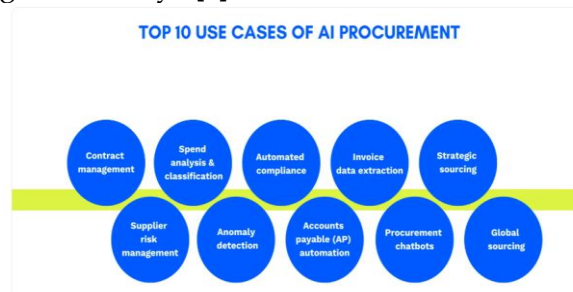 TOP 10 USE CASES OF AI PROCUREMENT
Contract
management
Spend
analysis &
classification
Automated
compliance
Invoice
data extraction
Strategic
sourcing
Supplier
risk
management
Anomaly
detection
Accounts
payable (AP)
automation
Procurement
chatbots
Global
sourcing